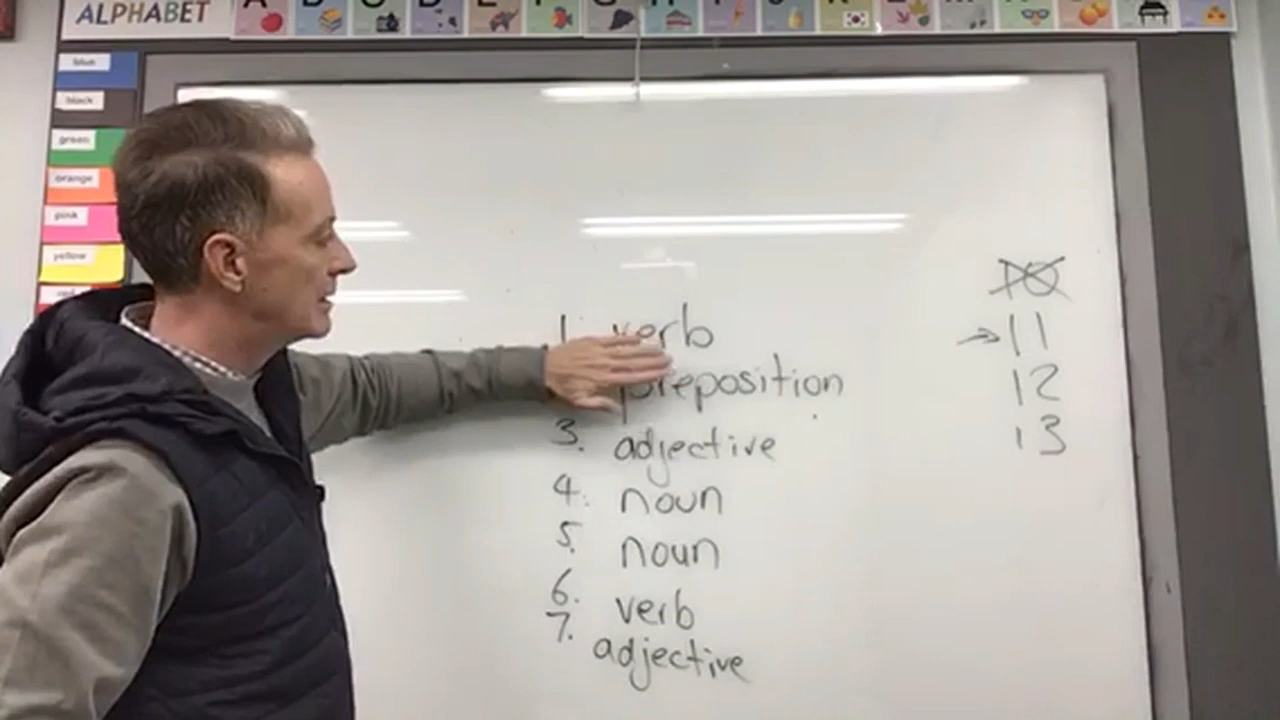 ALPHABET
blue
black
green
orange
pink
yellow
red
1. verb
preposition
3. adjective
4. noun
5. noun
6. verb
7. adjective
10
→ 11
12
13